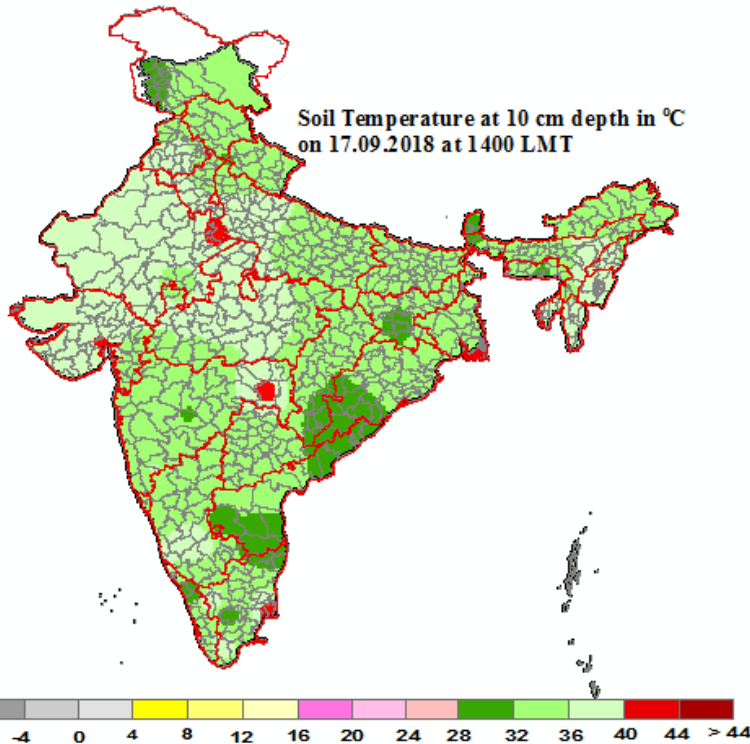 Soil Temperature at 10 cm depth in ⁰C
on 17.09.2018 at 1400 LMT
-4 0 4 8 12 16 20 24 28 32 36 40 44 > 44